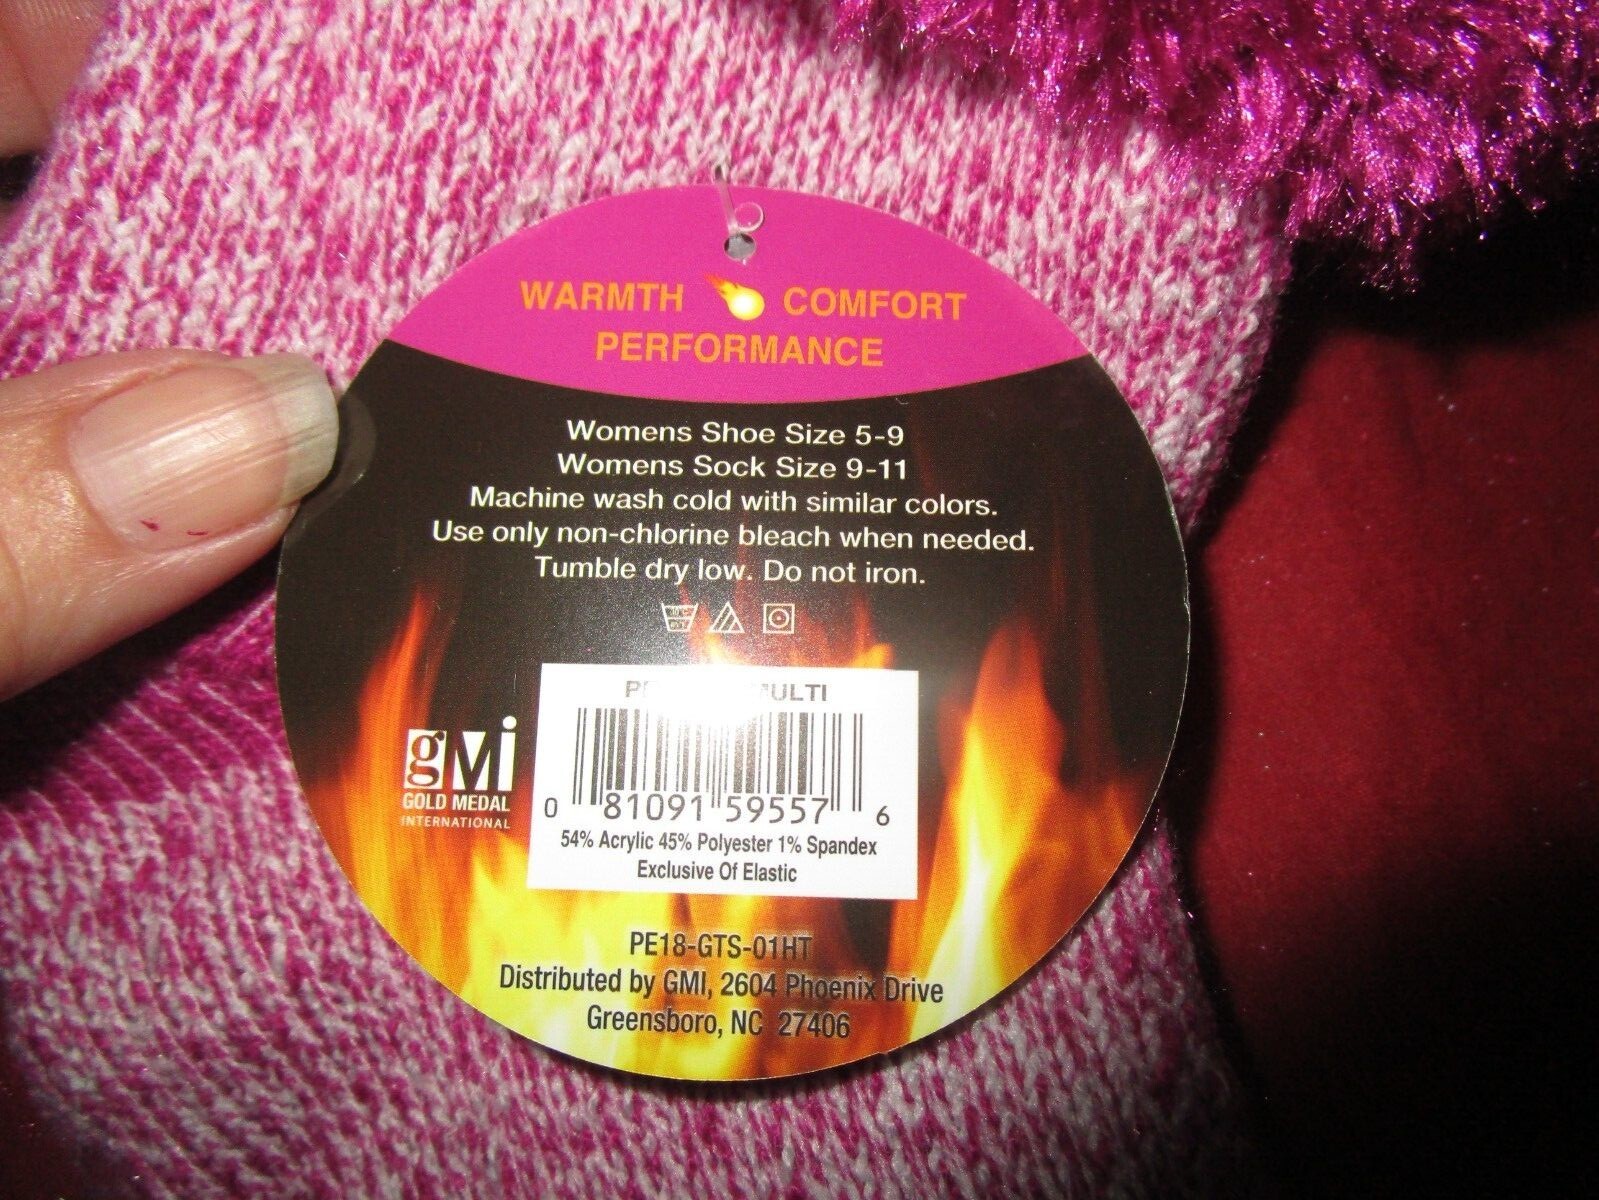 WARMTH COMFORT
PERFORMANCE
Womens Shoe Size 5-9
Womens Sock Size 9-11
Machine wash cold with similar colors.
Use only non-chlorine bleach when needed.
Tumble dry low. Do not iron.
gMi
GOLD MEDAL
INTERNATIONAL
0 81091 59557 6
54% Acrylic 45% Polyester 1% Spandex
Exclusive Of Elastic
PE18-GTS-01HT
Distributed by GMI, 2604 Phoenix Drive
Greensboro, NC 27406